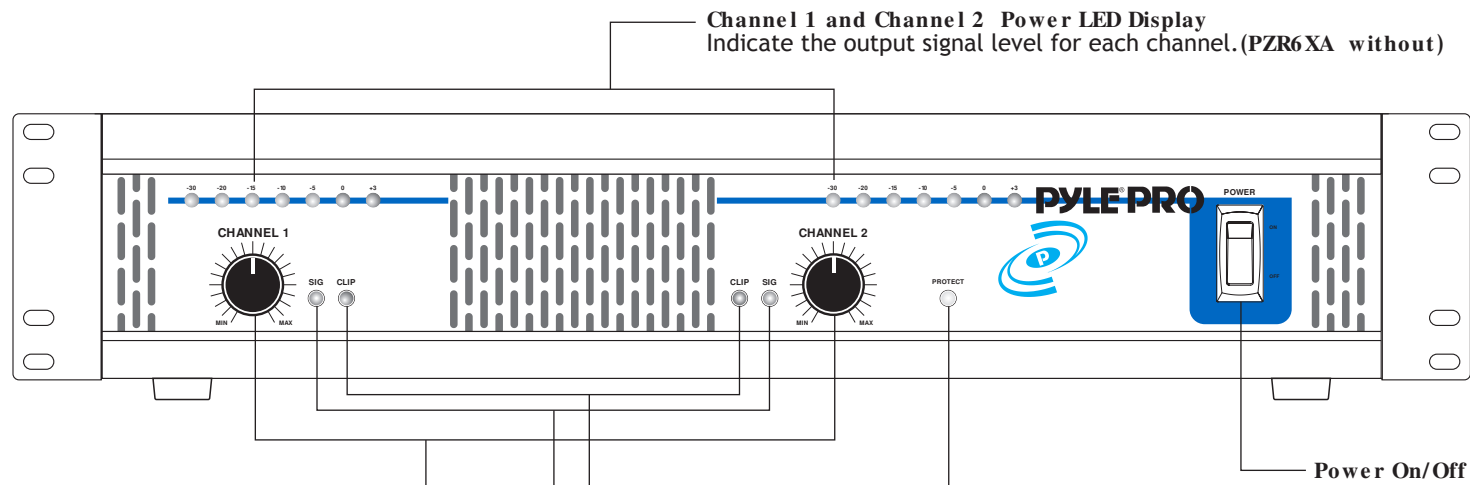 Channel 1 and Channel 2 Power LED Display
Indicate the output signal level for each channel.(PZR6XA without)
-30 -20 -15 -10 -5 0 +3
-30 -20 -15 -10 -5 0 +3
PYLE® PRO
POWER
ON
OFF
CHANNEL 1
CHANNEL 2
SIG CLIP
CLIP SIG
PROTECT
P
MIN MAX
MIN MAX
Power On/Off